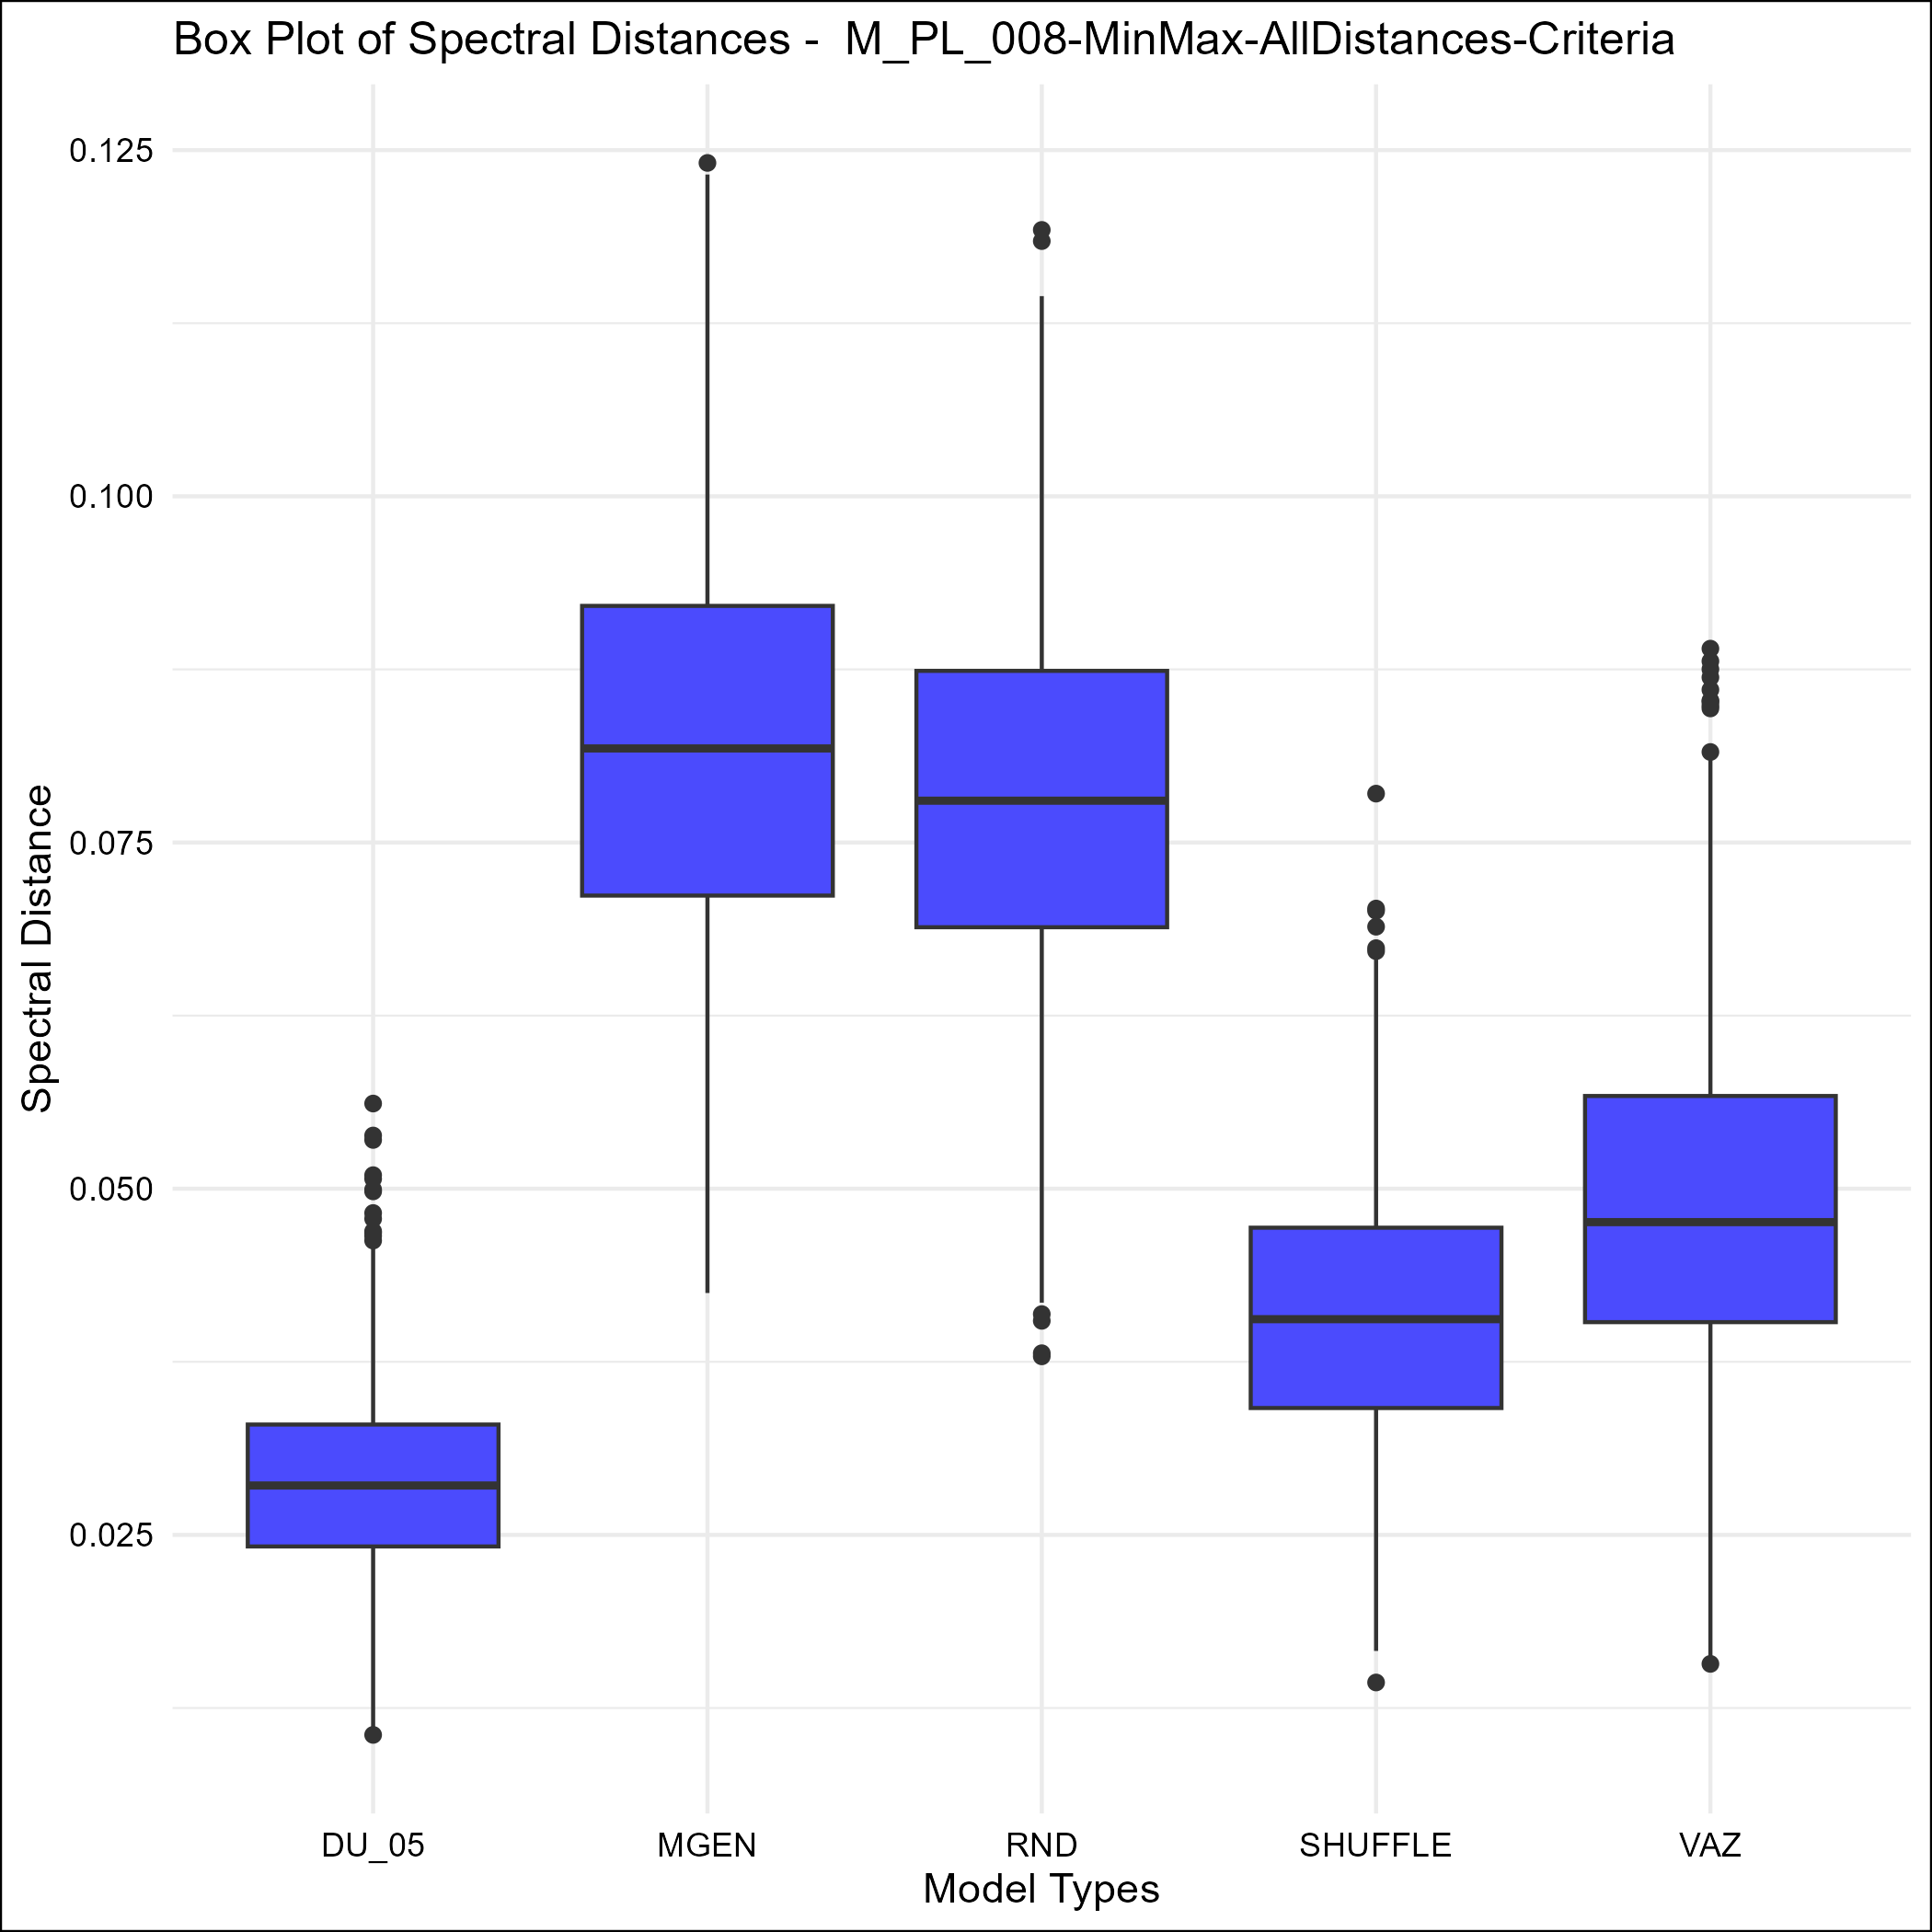 Box Plot of Spectral Distances -  M_PL_008-MinMax-AllDistances-Criteria
0.125
0.100
0.075
0.050
0.025
Spectral Distance
DU_05 MGEN RND SHUFFLE VAZ
Model Types